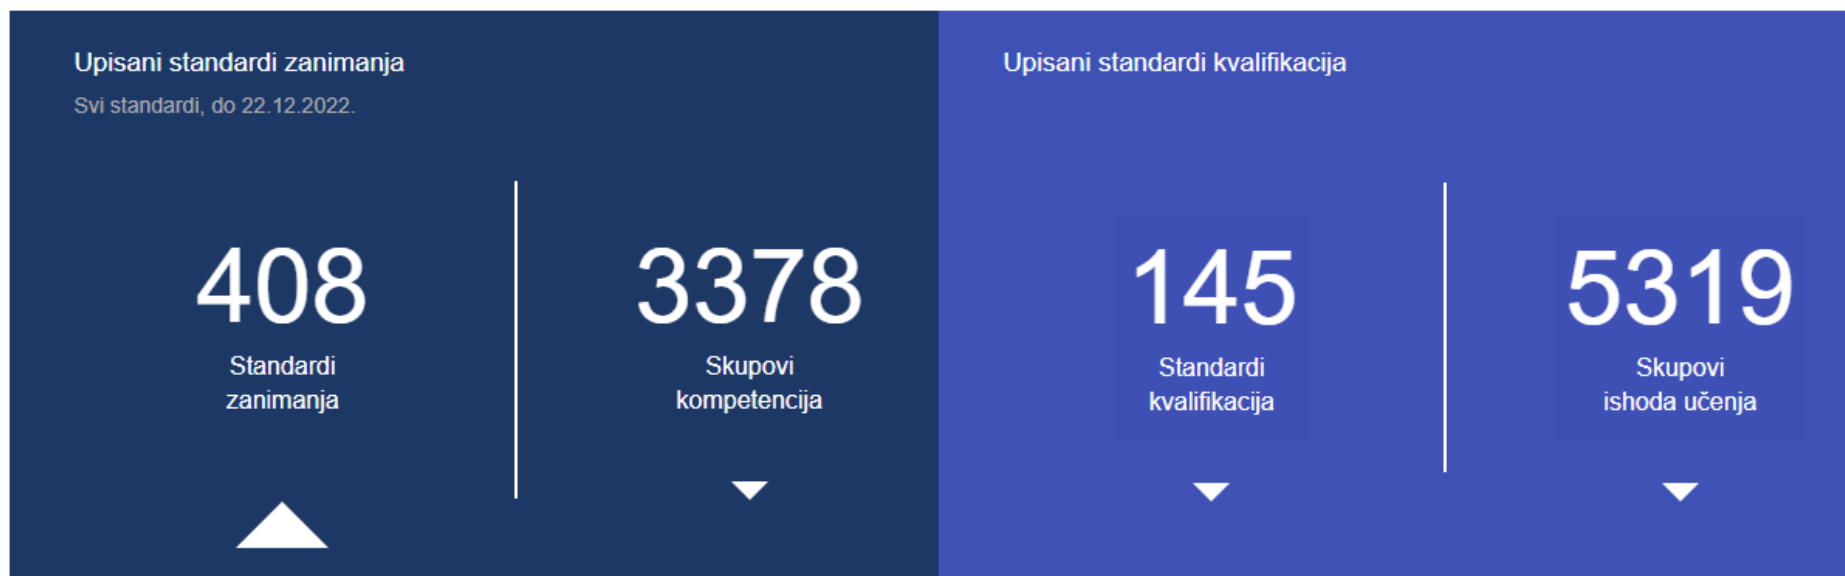 Upisani standardi zanimanja
Svi standardi, do 22.12.2022.
408
Standardi
zanimanja
3378
Skupovi
kompetencija
Upisani standardi kvalifikacija
145
Standardi
kvalifikacija
5319
Skupovi
ishoda učenja